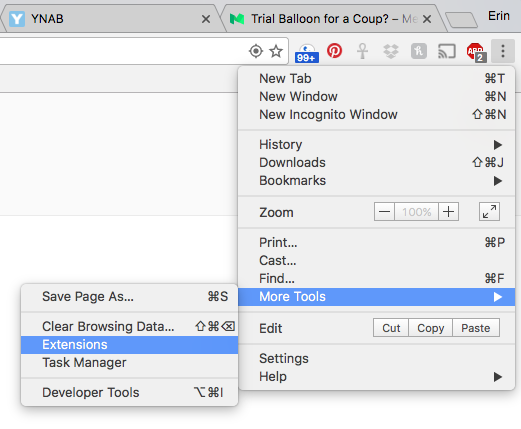 YNAB
Trial Balloon for a Coup? – Me
Erin
99+
ABP
2
New Tab ⌘T
New Window ⌘N
New Incognito Window ⇧⌘N
History ▶
Downloads ⇧⌘J
Bookmarks ▶
Zoom — 100% +
Print... ⌘P
Cast...
Find... ⌘F
More Tools ▶
Edit Cut Copy Paste
Settings
Help ▶
Save Page As... ⌘S
Clear Browsing Data... ⇧⌘⌫
Extensions
Task Manager
Developer Tools ⌥⌘I